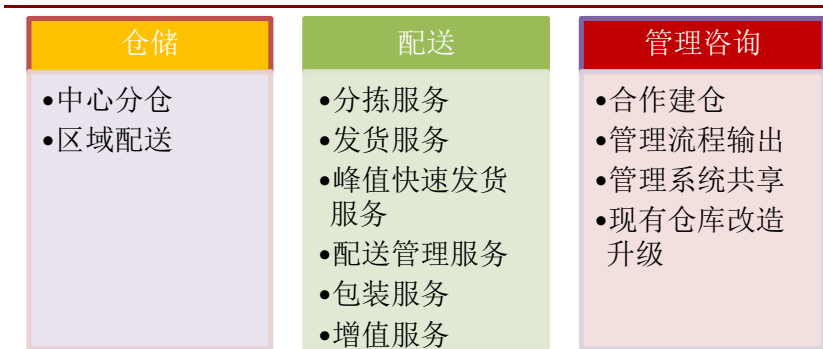 仓储
•中心分仓
•区域配送
配送
•分拣服务
•发货服务
•峰值快速发货
服务
•配送管理服务
•包装服务
•增值服务
管理咨询
•合作建仓
•管理流程输出
•管理系统共享
•现有仓库改造
升级